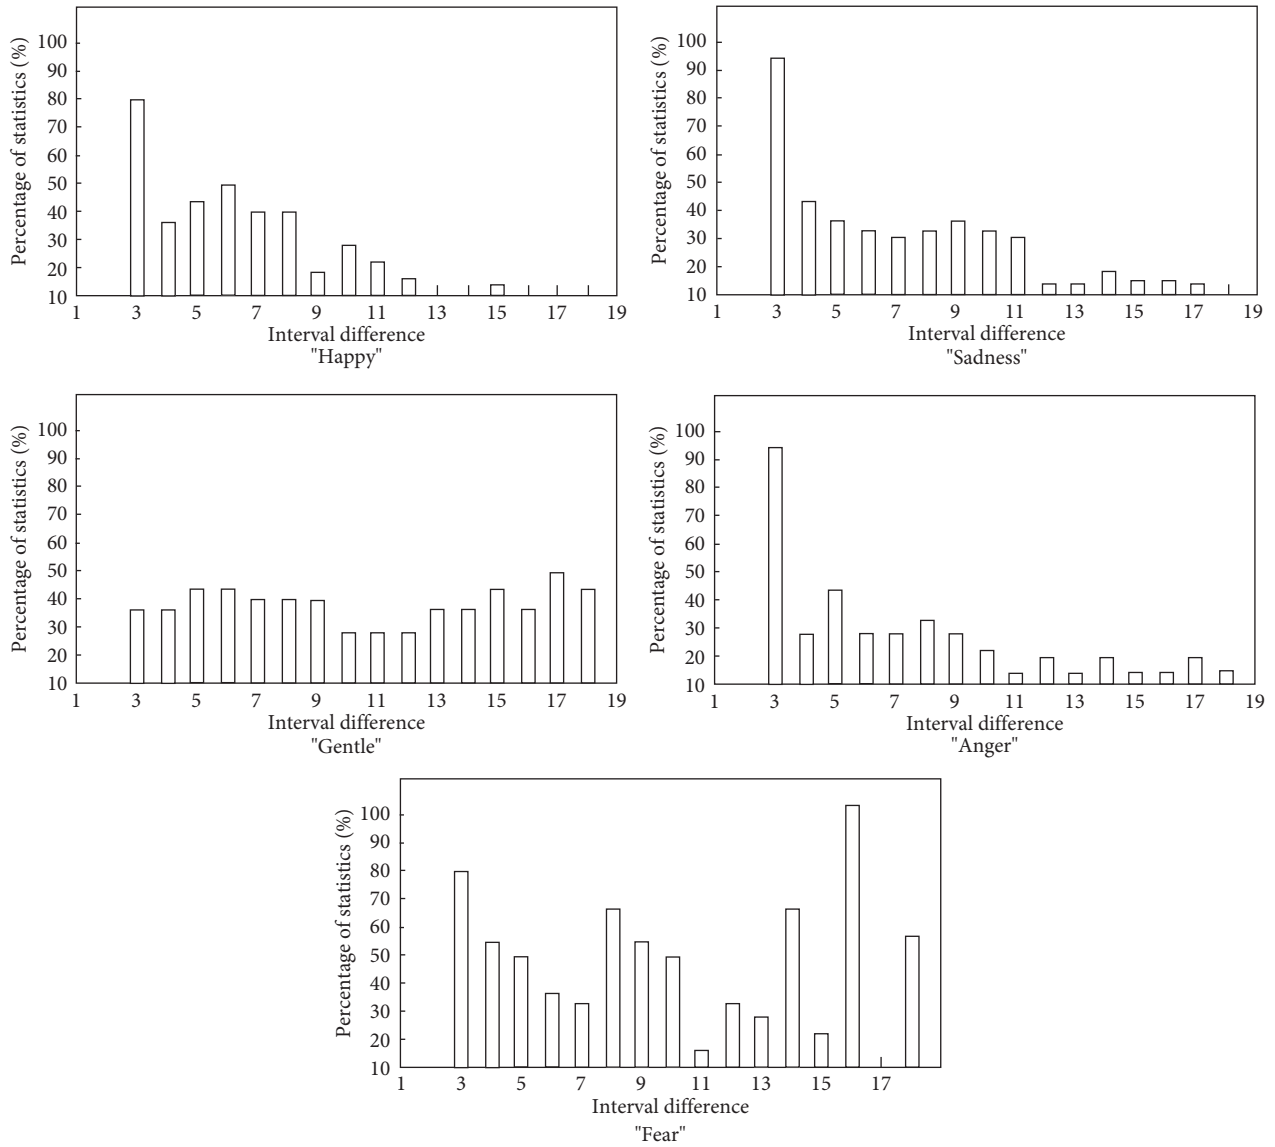 Percentage of statistics (%)
100
90
80
70
60
50
40
30
20
10
1 3 5 7 9 11 13 15 17 19
Interval difference
"Happy"
Percentage of statistics (%)
100
90
80
70
60
50
40
30
20
10
1 3 5 7 9 11 13 15 17 19
Interval difference
"Sadness"
Percentage of statistics (%)
100
90
80
70
60
50
40
30
20
10
1 3 5 7 9 11 13 15 17 19
Interval difference
"Gentle"
Percentage of statistics (%)
100
90
80
70
60
50
40
30
20
10
1 3 5 7 9 11 13 15 17 19
Interval difference
"Anger"
Percentage of statistics (%)
100
90
80
70
60
50
40
30
20
10
1 3 5 7 9 11 13 15 17
Interval difference
"Fear"